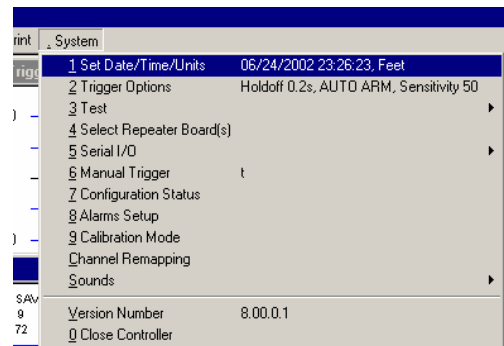 rint System
rigg
1 Set Date/Time/Units 06/24/2002 23:26:23, Feet
2 Trigger Options Holdoff 0.2s, AUTO ARM, Sensitivity 50
3 Test
4 Select Repeater Board(s)
5 Serial I/O
6 Manual Trigger t
7 Configuration Status
8 Alarms Setup
9 Calibration Mode
Channel Remapping
Sounds
SAV
9
72
Version Number 8.00.0.1
0 Close Controller